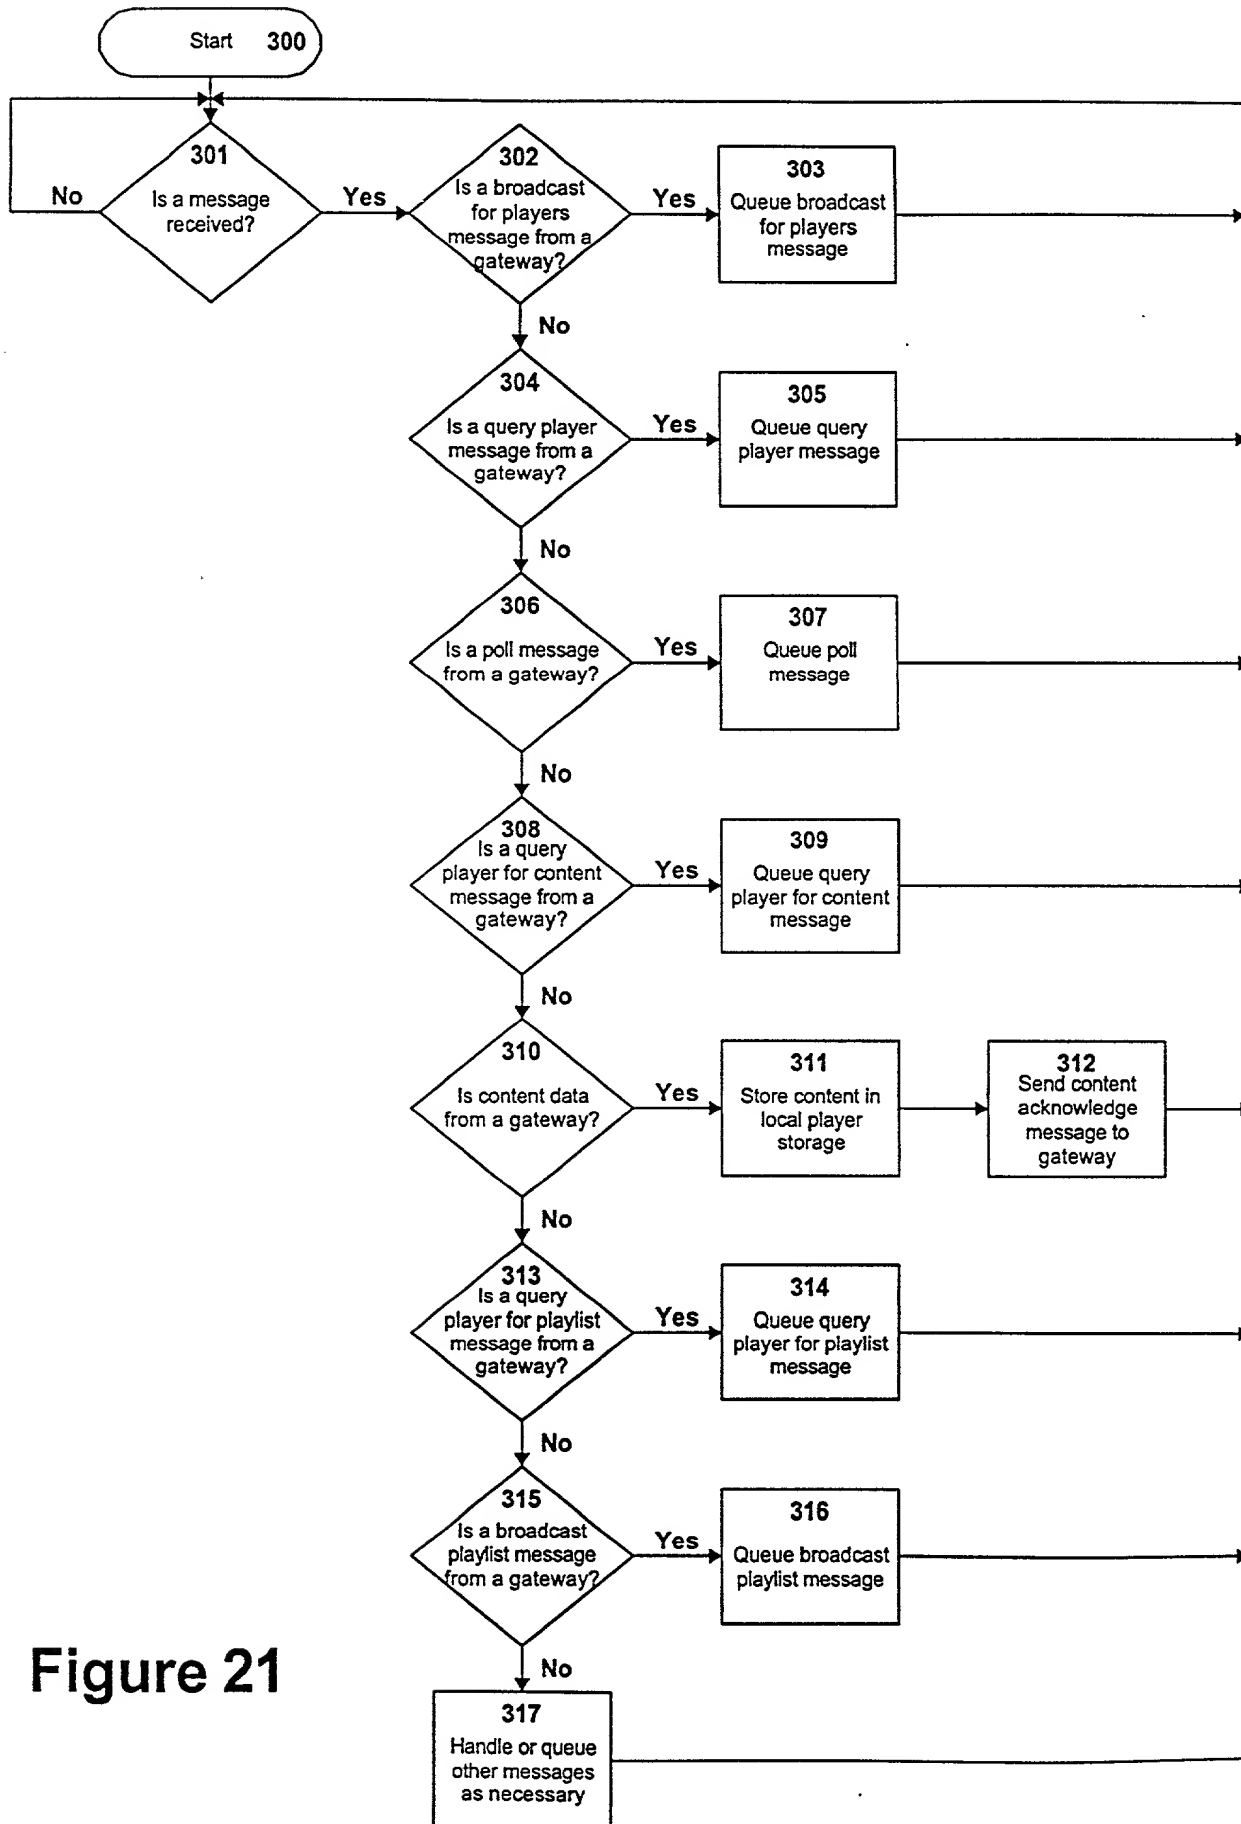 Start 300
301
Is a message
received?
No
Yes
302
Is a broadcast
for players
message from a
gateway?
Yes
303
Queue broadcast
for players
message
No
304
Is a query player
message from a
gateway?
Yes
305
Queue query
player message
No
306
Is a poll message
from a gateway?
Yes
307
Queue poll
message
No
308
Is a query
player for content
message from a
gateway?
Yes
309
Queue query
player for content
message
No
310
Is content data
from a gateway?
Yes
311
Store content in
local player
storage
312
Send content
acknowledge
message to
gateway
No
313
Is a query
player for playlist
message from a
gateway?
Yes
314
Queue query
player for playlist
message
No
315
Is a broadcast
playlist message
from a gateway?
Yes
316
Queue broadcast
playlist message
No
317
Handle or queue
other messages
as necessary
Figure 21